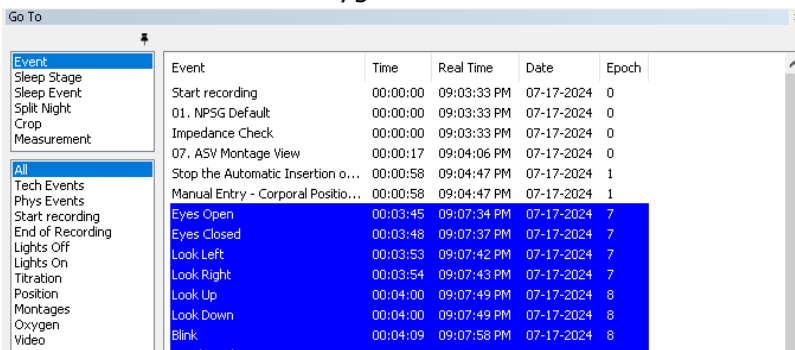 Go To
Event
Sleep Stage
Sleep Event
Split Night
Crop
Measurement
All
Tech Events
Phys Events
Start recording
End of Recording
Lights Off
Lights On
Titration
Position
Montages
Oxygen
Video
Event Time Real Time Date Epoch
Start recording 00:00:00 09:03:33 PM 07-17-2024 0
01. NPSG Default 00:00:00 09:03:33 PM 07-17-2024 0
Impedance Check 00:00:00 09:03:33 PM 07-17-2024 0
07. ASV Montage View 00:00:17 09:04:06 PM 07-17-2024 0
Stop the Automatic Insertion o... 00:00:58 09:04:47 PM 07-17-2024 1
Manual Entry - Corporal Positio... 00:00:58 09:04:47 PM 07-17-2024 1
Eyes Open 00:03:45 09:07:34 PM 07-17-2024 7
Eyes Closed 00:03:48 09:07:37 PM 07-17-2024 7
Look Left 00:03:53 09:07:42 PM 07-17-2024 7
Look Right 00:03:54 09:07:43 PM 07-17-2024 7
Look Up 00:04:00 09:07:49 PM 07-17-2024 8
Look Down 00:04:00 09:07:49 PM 07-17-2024 8
Blink 00:04:09 09:07:58 PM 07-17-2024 8